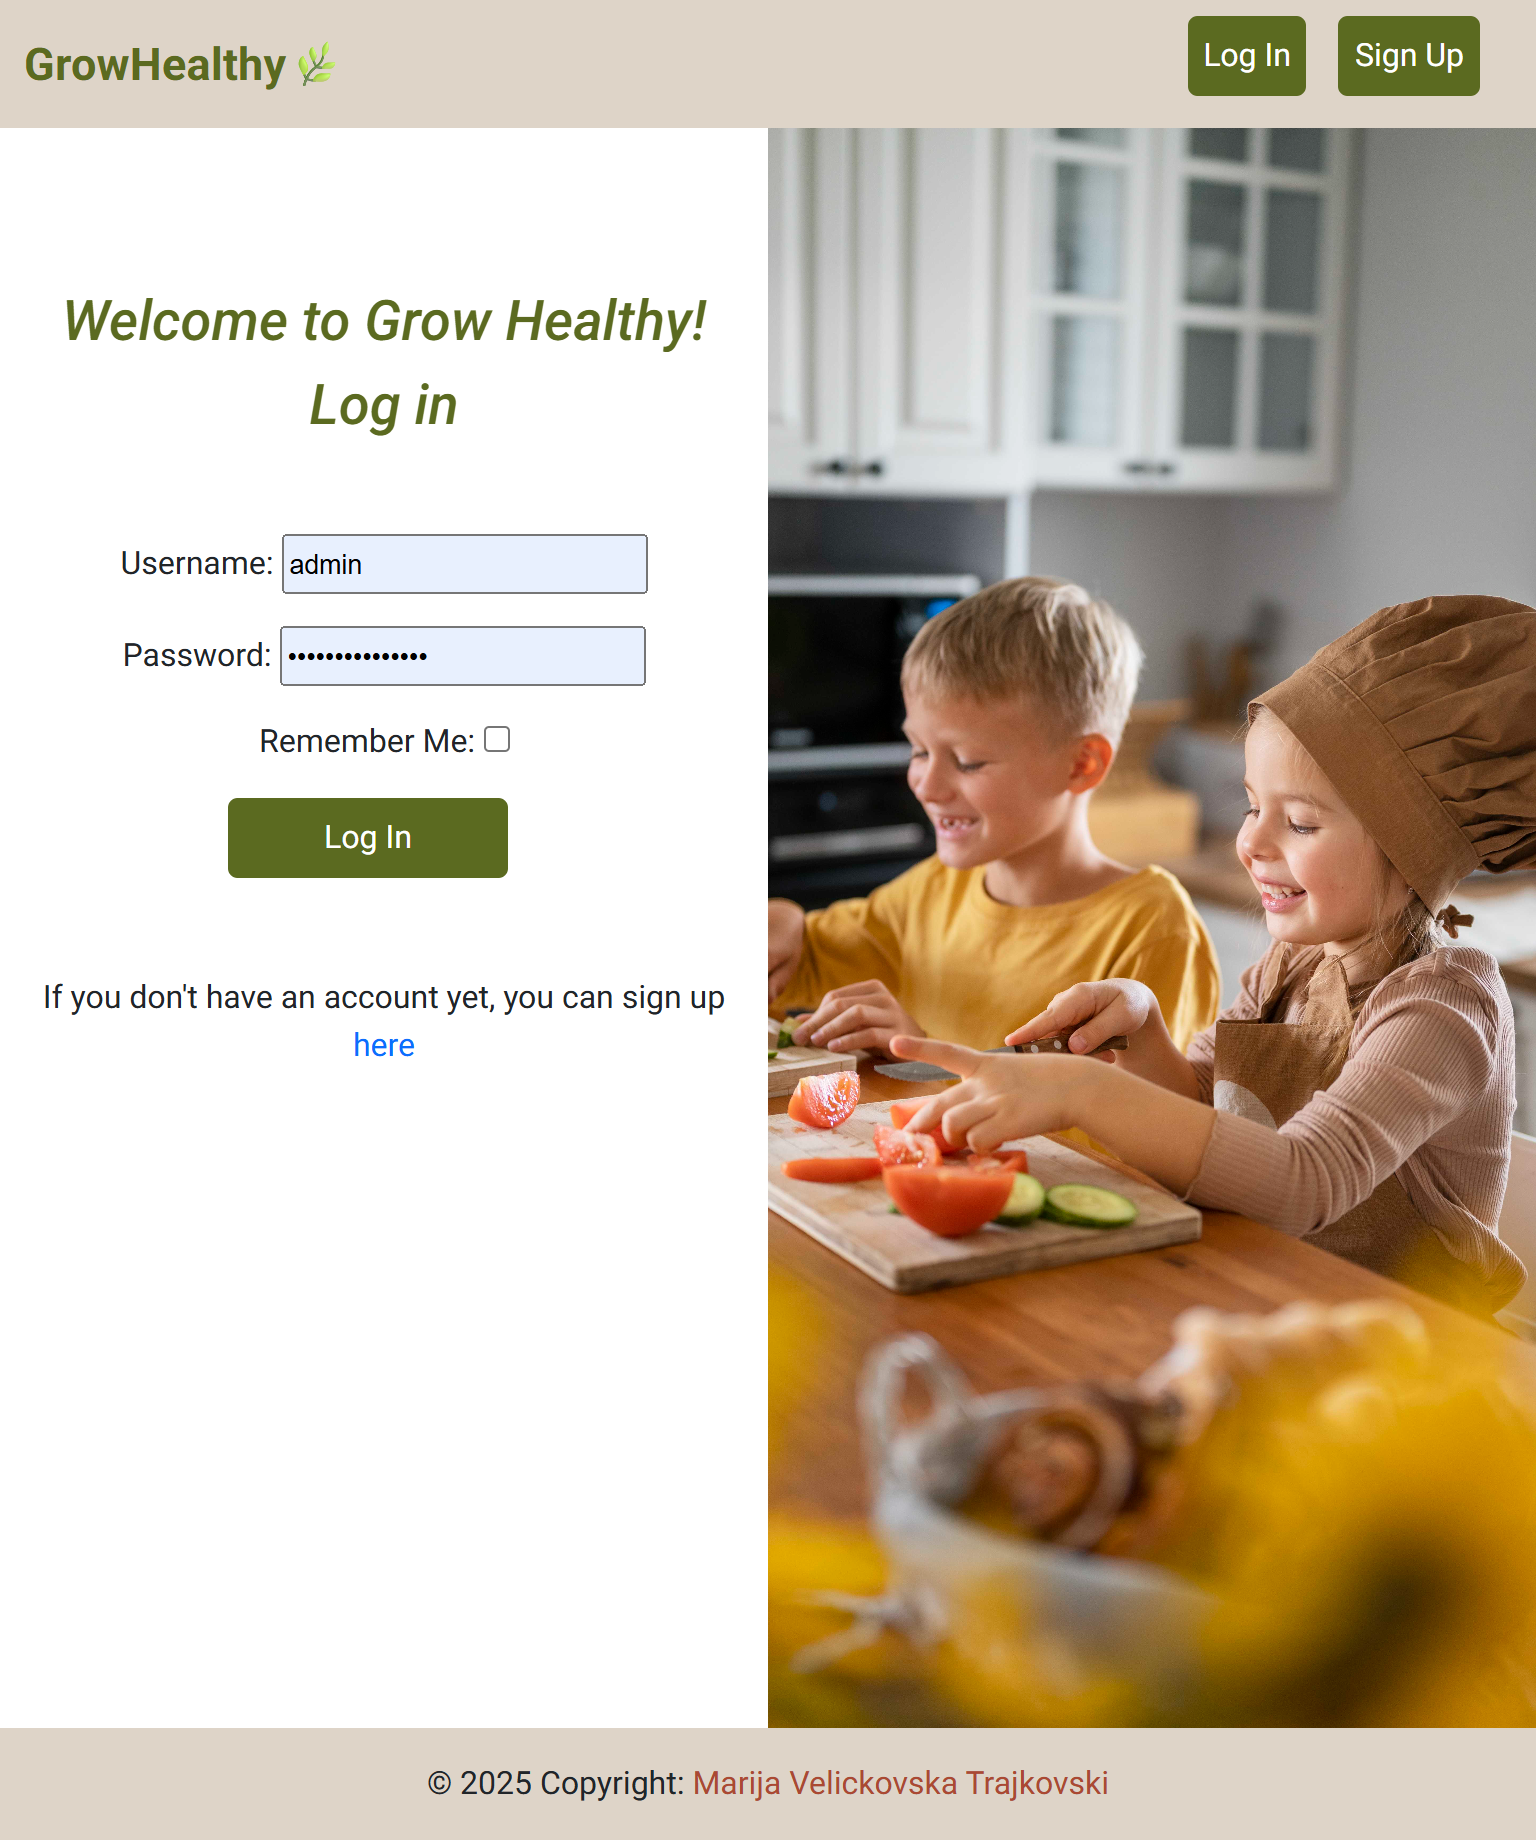 GrowHealthy🌿
Log In
Sign Up
Welcome to Grow Healthy!
Log in
Username: admin
Password: •••••••••••••••
Remember Me:
Log In
If you don't have an account yet, you can sign up
here
© 2025 Copyright: Marija Velickovska Trajkovski